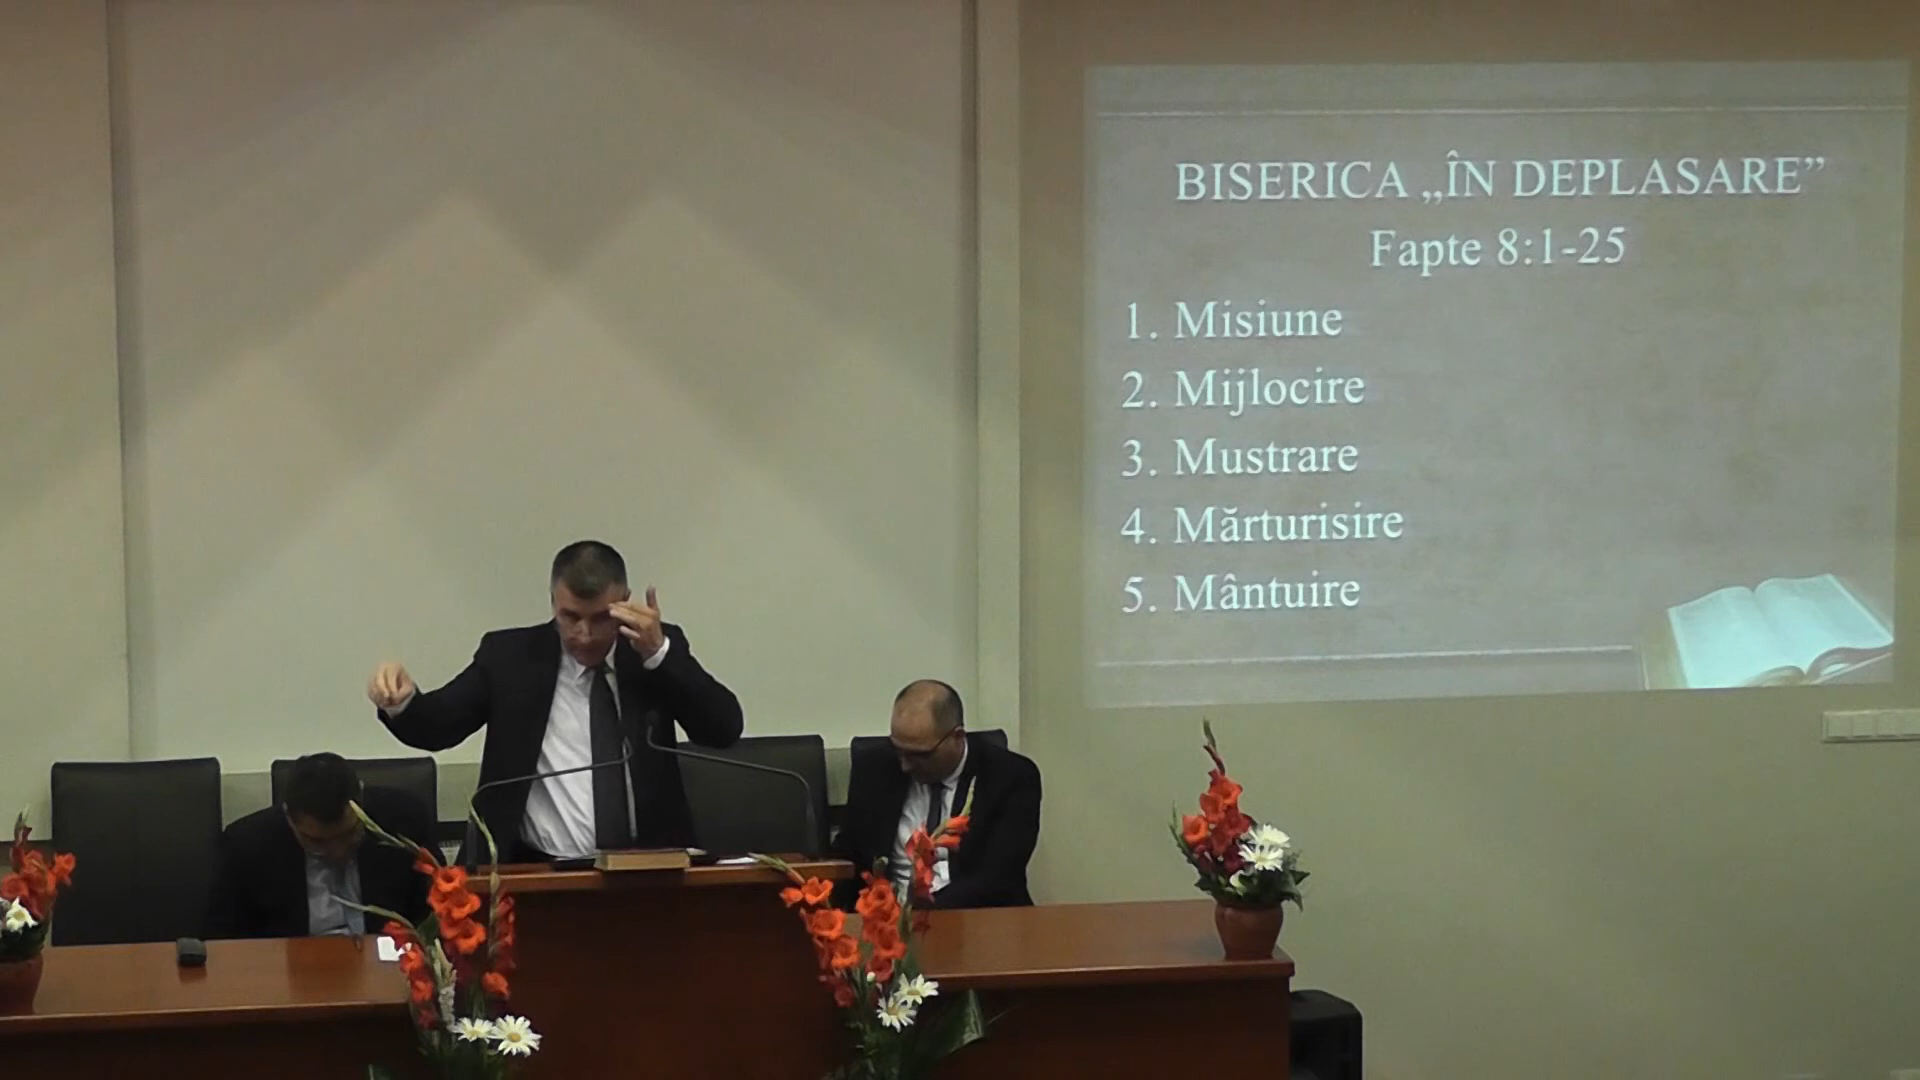 BISERICA „ÎN DEPLASARE”
Fapte 8:1-25
1. Misiune
2. Mijlocire
3. Mustrare
4. Mărturisire
5. Mântuire